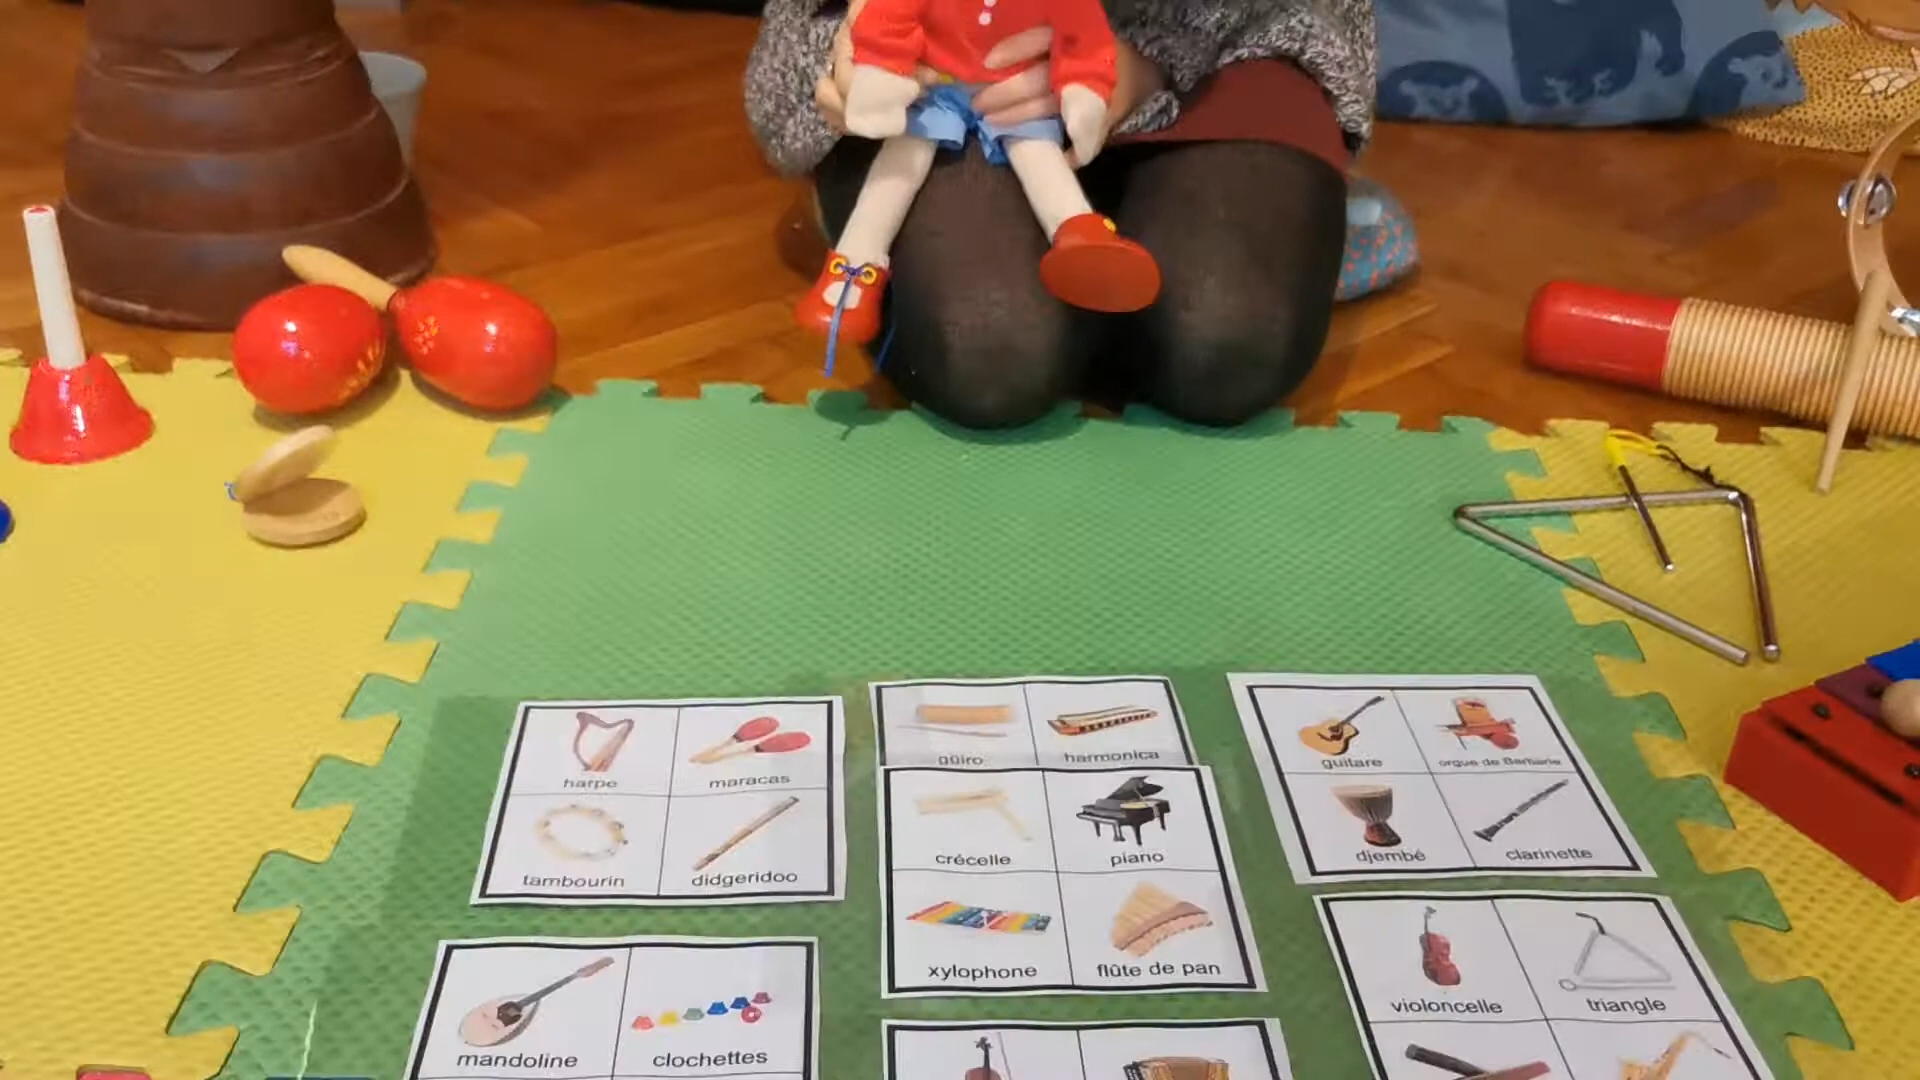 harpe
maracas
tambourin
didgeridoo
güiro
harmonica
crécelle
piano
xylophone
flûte de pan
guitare
orgue de Barbarie
djembé
clarinette
mandoline
clochettes
violoncelle
triangle